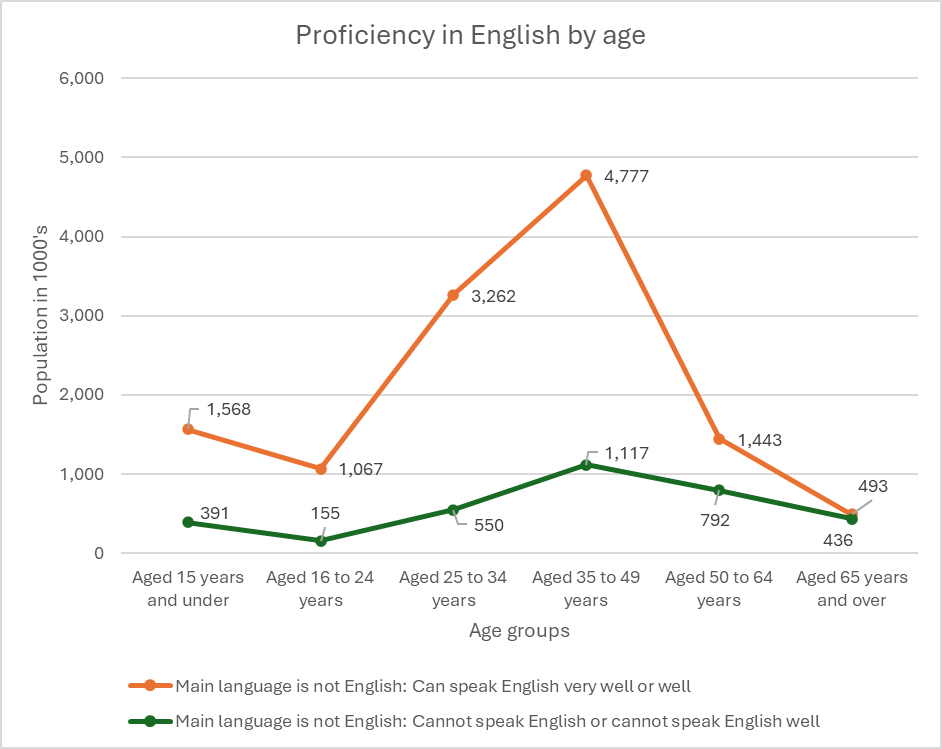 Proficiency in English by age
6,000
5,000
4,000
3,000
2,000
1,000
0
Population in 1000's
1,568
1,067
3,262
4,777
1,443
493
391
155
550
1,117
792
436
Aged 15 years
and under
Aged 16 to 24
years
Aged 25 to 34
years
Aged 35 to 49
years
Aged 50 to 64
years
Aged 65 years
and over
Age groups
Main language is not English: Can speak English very well or well
Main language is not English: Cannot speak English or cannot speak English well